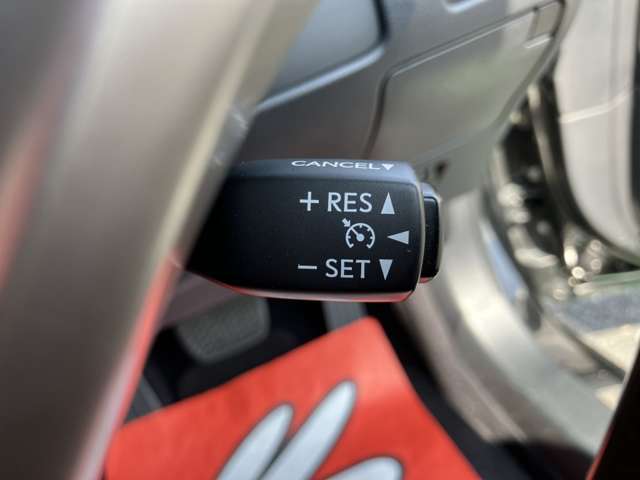 CANCEL▼
+ RES ▲
◀
− SET ▼